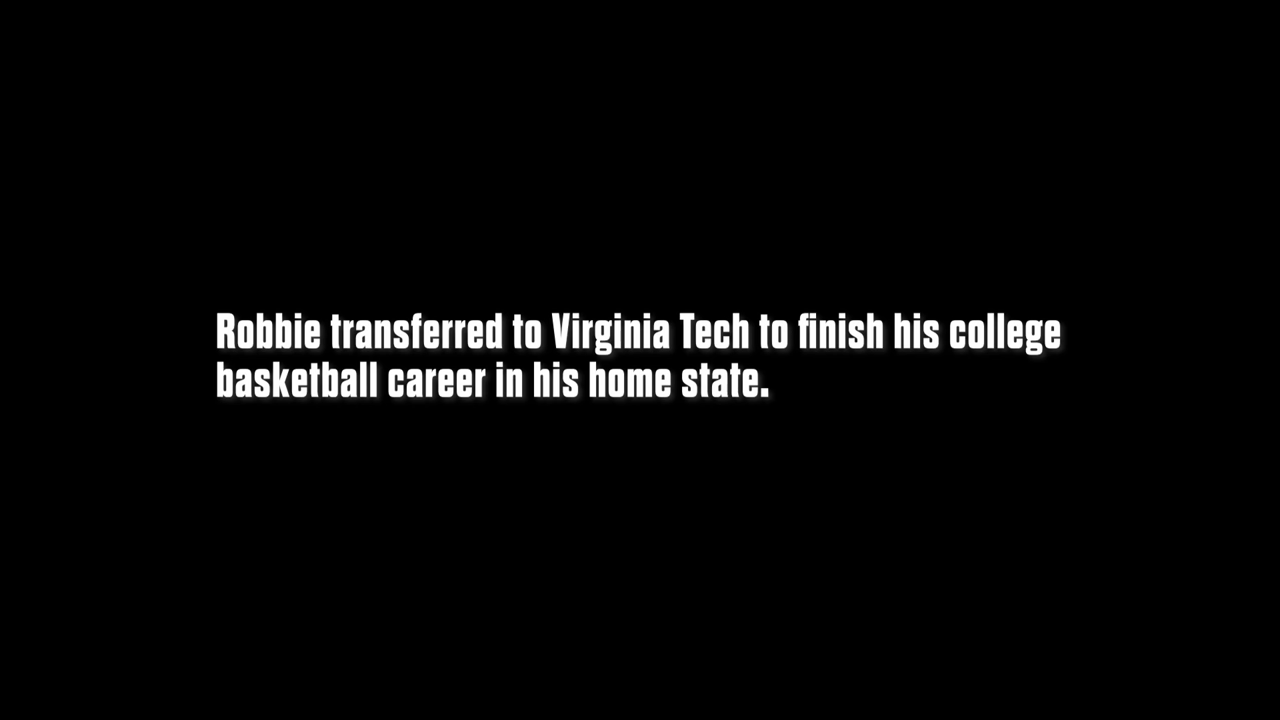 Robbie transferred to Virginia Tech to finish his college
basketball career in his home state.